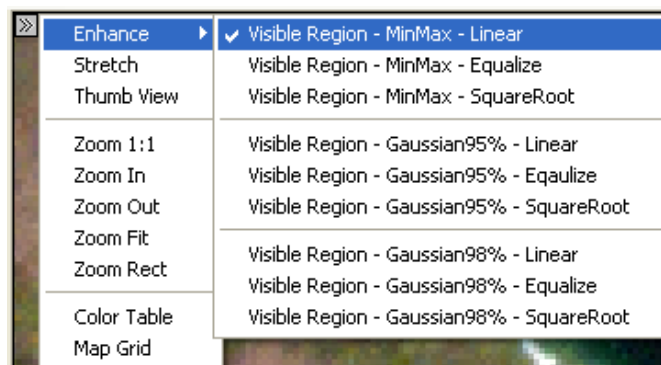 Enhance
Stretch
Thumb View
Zoom 1:1
Zoom In
Zoom Out
Zoom Fit
Zoom Rect
Color Table
Map Grid
Visible Region - MinMax - Linear
Visible Region - MinMax - Equalize
Visible Region - MinMax - SquareRoot
Visible Region - Gaussian95% - Linear
Visible Region - Gaussian95% - Eqaulize
Visible Region - Gaussian95% - SquareRoot
Visible Region - Gaussian98% - Linear
Visible Region - Gaussian98% - Equalize
Visible Region - Gaussian98% - SquareRoot